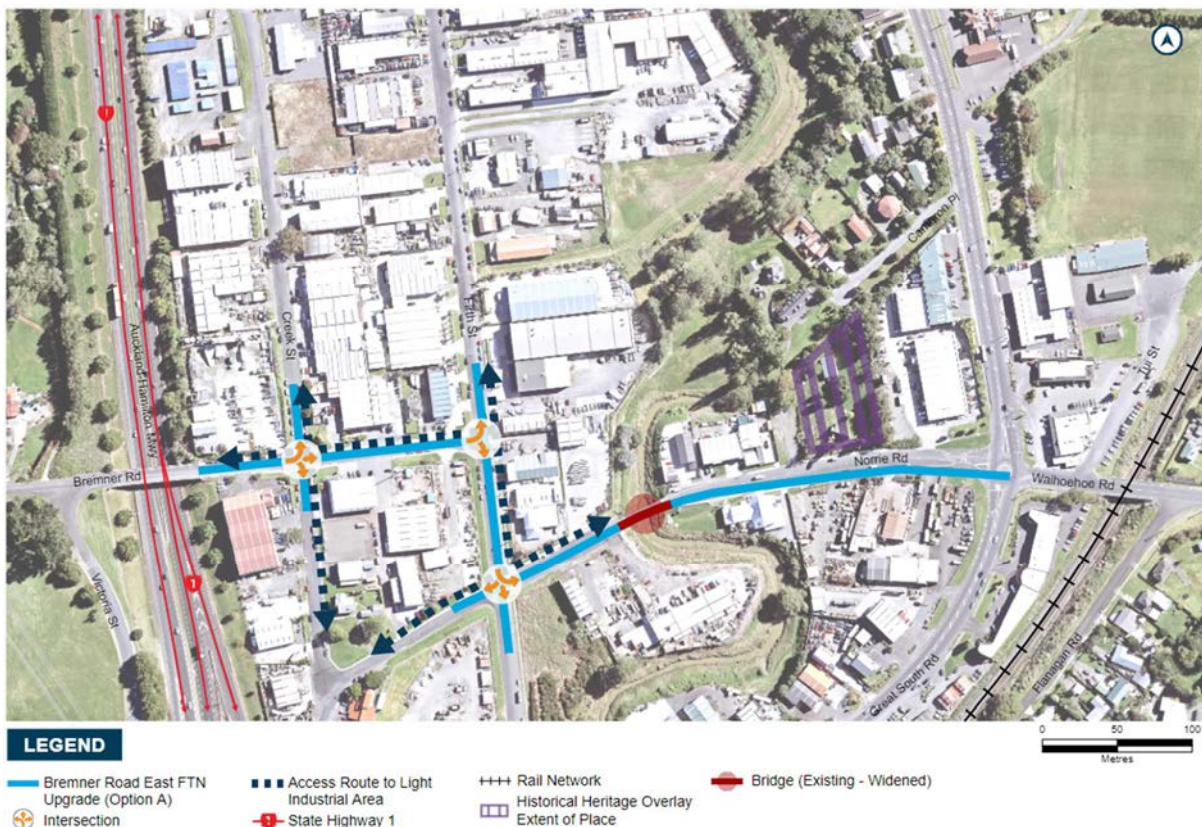 1
Cameron Pl
Creek St
Firth St
Auckland-Hamilton Mwy
Tui St
Norrie Rd
Bremner Rd
Waihoehoe Rd
1
Victoria St
Great South Rd
Flanagan Rd
LEGEND
0 50 100
Metres
Bremner Road East FTN
Upgrade (Option A)
Intersection
Access Route to Light
Industrial Area
State Highway 1
Rail Network
Historical Heritage Overlay
Extent of Place
Bridge (Existing - Widened)